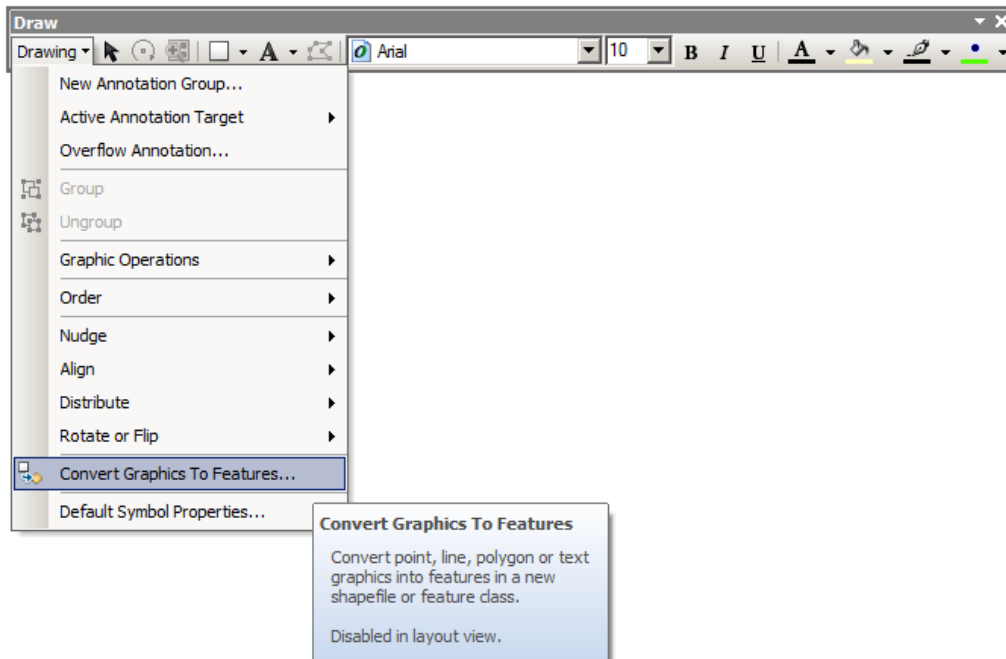 Draw
Drawing A Arial 10 B I U A
New Annotation Group...
Active Annotation Target
Overflow Annotation...
Group
Ungroup
Graphic Operations
Order
Nudge
Align
Distribute
Rotate or Flip
Convert Graphics To Features...
Default Symbol Properties...
Convert Graphics To Features
Convert point, line, polygon or text
graphics into features in a new
shapefile or feature class.
Disabled in layout view.